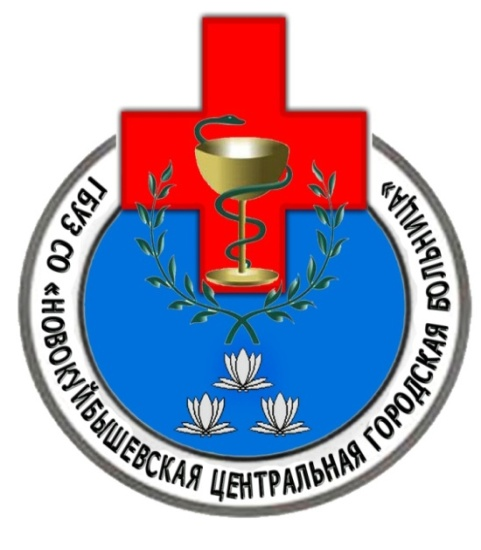 ГБУЗ СО «НОВОКУЙБЫШЕВСКАЯ ЦЕНТРАЛЬНАЯ ГОРОДСКАЯ БОЛЬНИЦА»